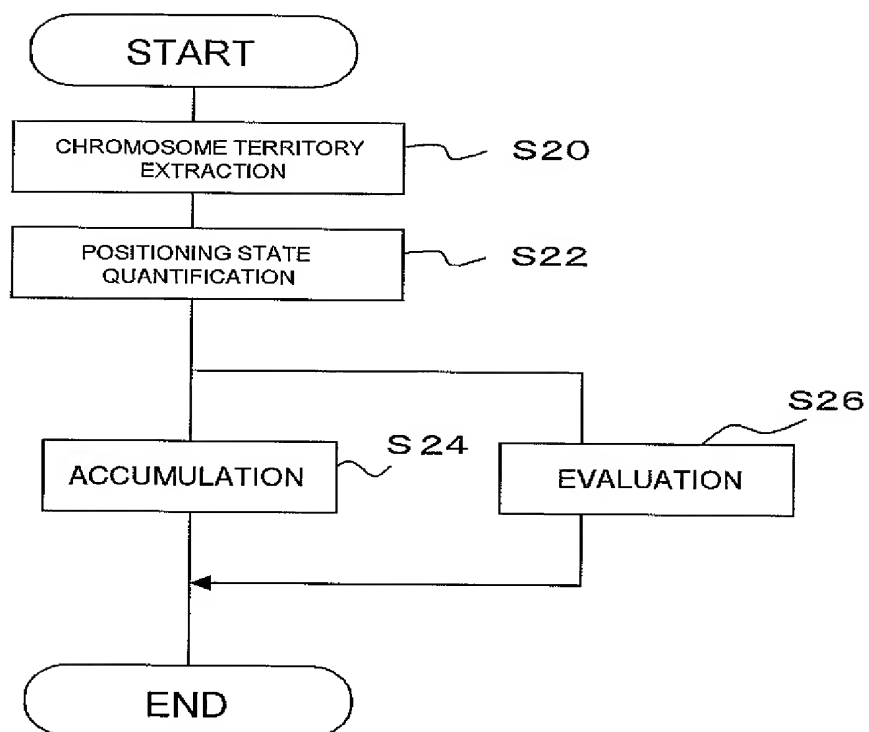 START
CHROMOSOME TERRITORY
EXTRACTION
S20
POSITIONING STATE
QUANTIFICATION
S22
ACCUMULATION
S24
EVALUATION
S26
END